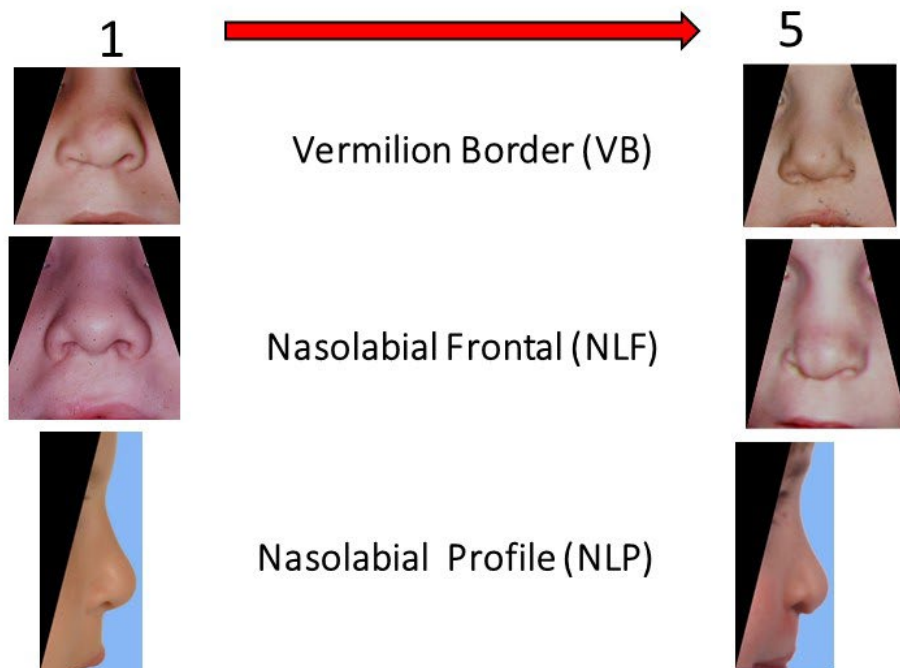 1
5
Vermilion Border (VB)
Nasolabial Frontal (NLF)
Nasolabial Profile (NLP)